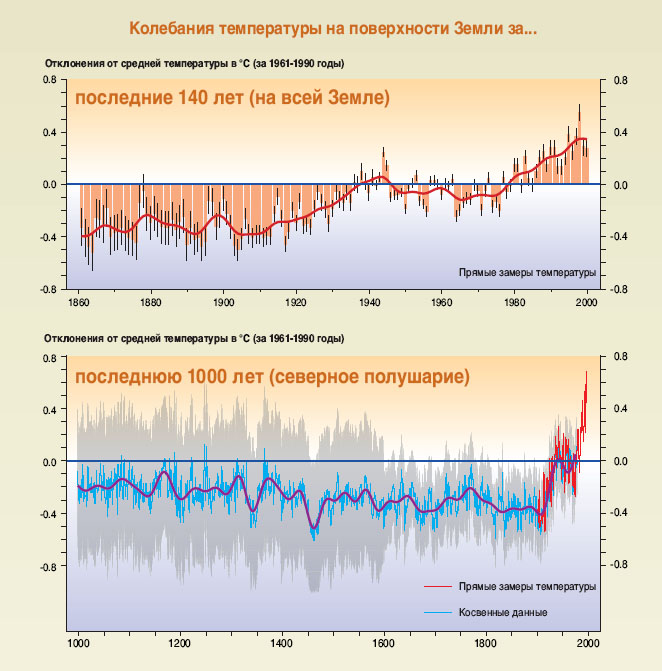 Колебания температуры на поверхности Земли за...
Отклонения от средней температуры в °C (за 1961-1990 годы)
последние 140 лет (на всей Земле)
0.8 0.8
0.4 0.4
0.0 0.0
-0.4 -0.4
Прямые замеры температуры
-0.8 -0.8
1860 1880 1900 1920 1940 1960 1980 2000
Отклонения от средней температуры в °C (за 1961-1990 годы)
0.8 0.8
последнюю 1000 лет (северное полушарие)
0.4 0.4
0.0 0.0
-0.4 -0.4
-0.8 -0.8
Прямые замеры температуры
Косвенные данные
1000 1200 1400 1600 1800 2000